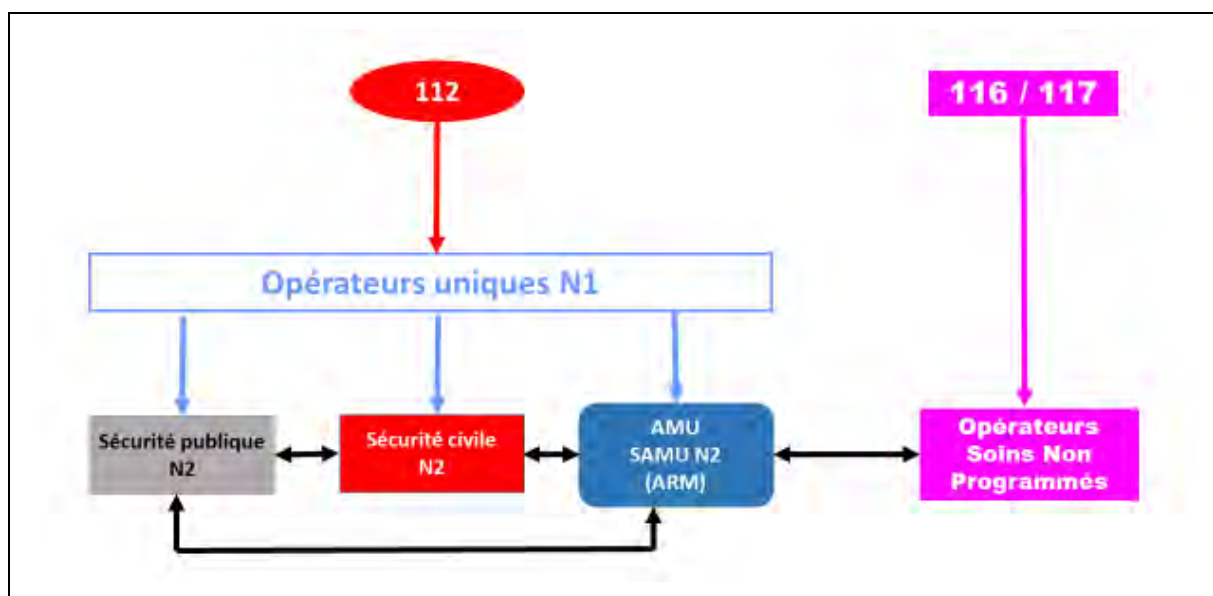 112
116 / 117
Opérateurs uniques N1
Sécurité publique
N2
Sécurité civile
N2
AMU
SAMU N2
(ARM)
Opérateurs
Soins Non
Programmés